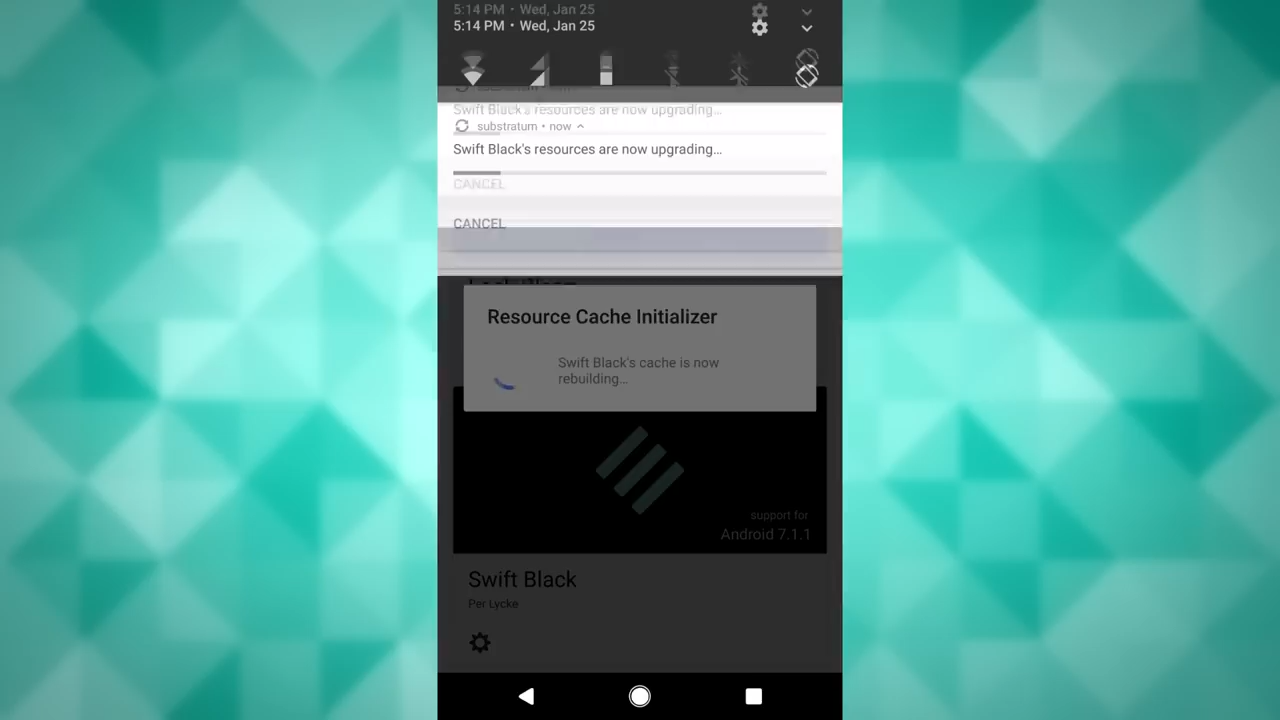 5:14 PM • Wed, Jan 25
5:14 PM • Wed, Jan 25
Swift Black's resources are now upgrading...
substratum • now
Swift Black's resources are now upgrading...
CANCEL
CANCEL
Resource Cache Initializer
Swift Black's cache is now
rebuilding...
support for
Android 7.1.1
Swift Black
Per Lycke